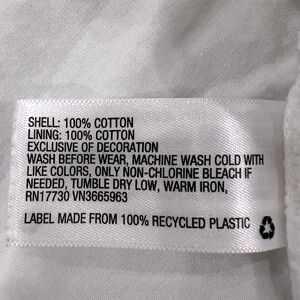 SHELL: 100% COTTON
LINING: 100% COTTON
EXCLUSIVE OF DECORATION
WASH BEFORE WEAR, MACHINE WASH COLD WITH
LIKE COLORS, ONLY NON-CHLORINE BLEACH IF
NEEDED, TUMBLE DRY LOW, WARM IRON,
RN17730 VN3665963
LABEL MADE FROM 100% RECYCLED PLASTIC